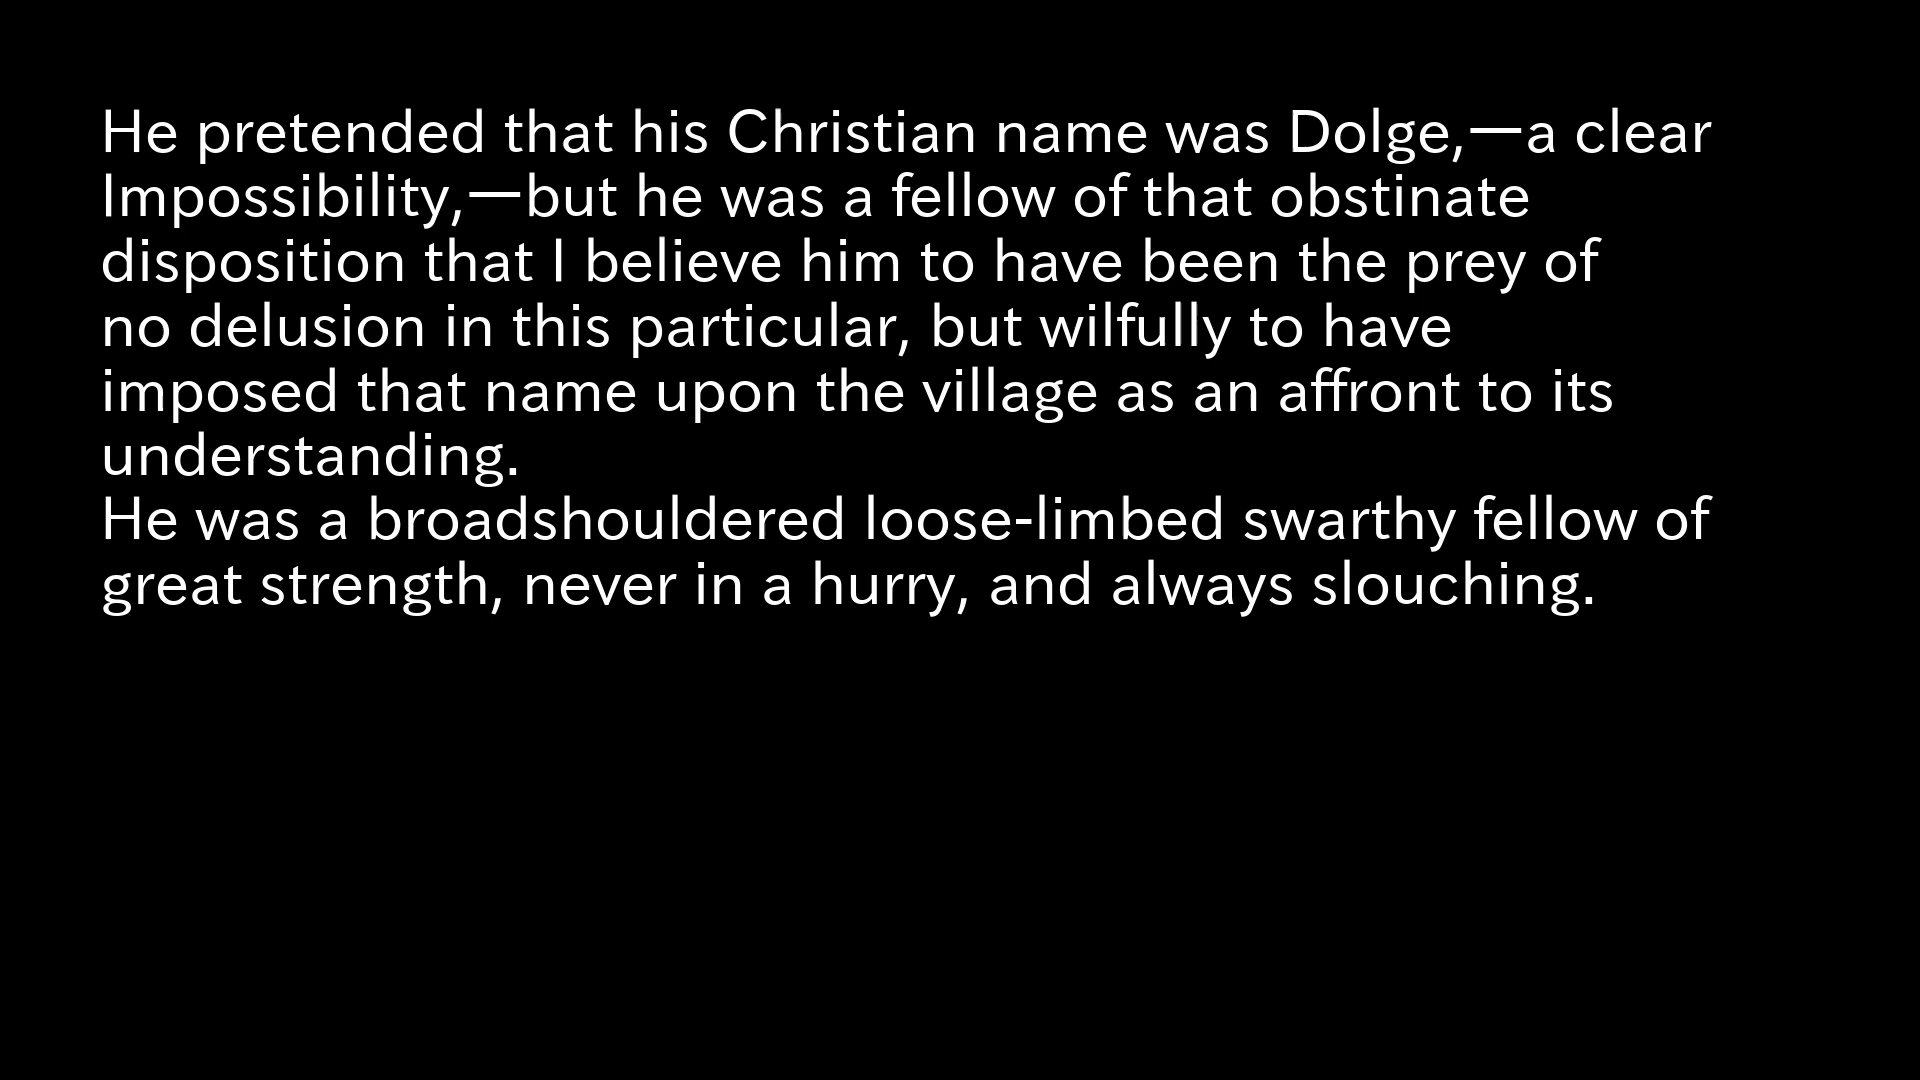 He pretended that his Christian name was Dolge,—a clear
Impossibility,—but he was a fellow of that obstinate
disposition that I believe him to have been the prey of
no delusion in this particular, but wilfully to have
imposed that name upon the village as an affront to its
understanding.
He was a broadshouldered loose-limbed swarthy fellow of
great strength, never in a hurry, and always slouching.